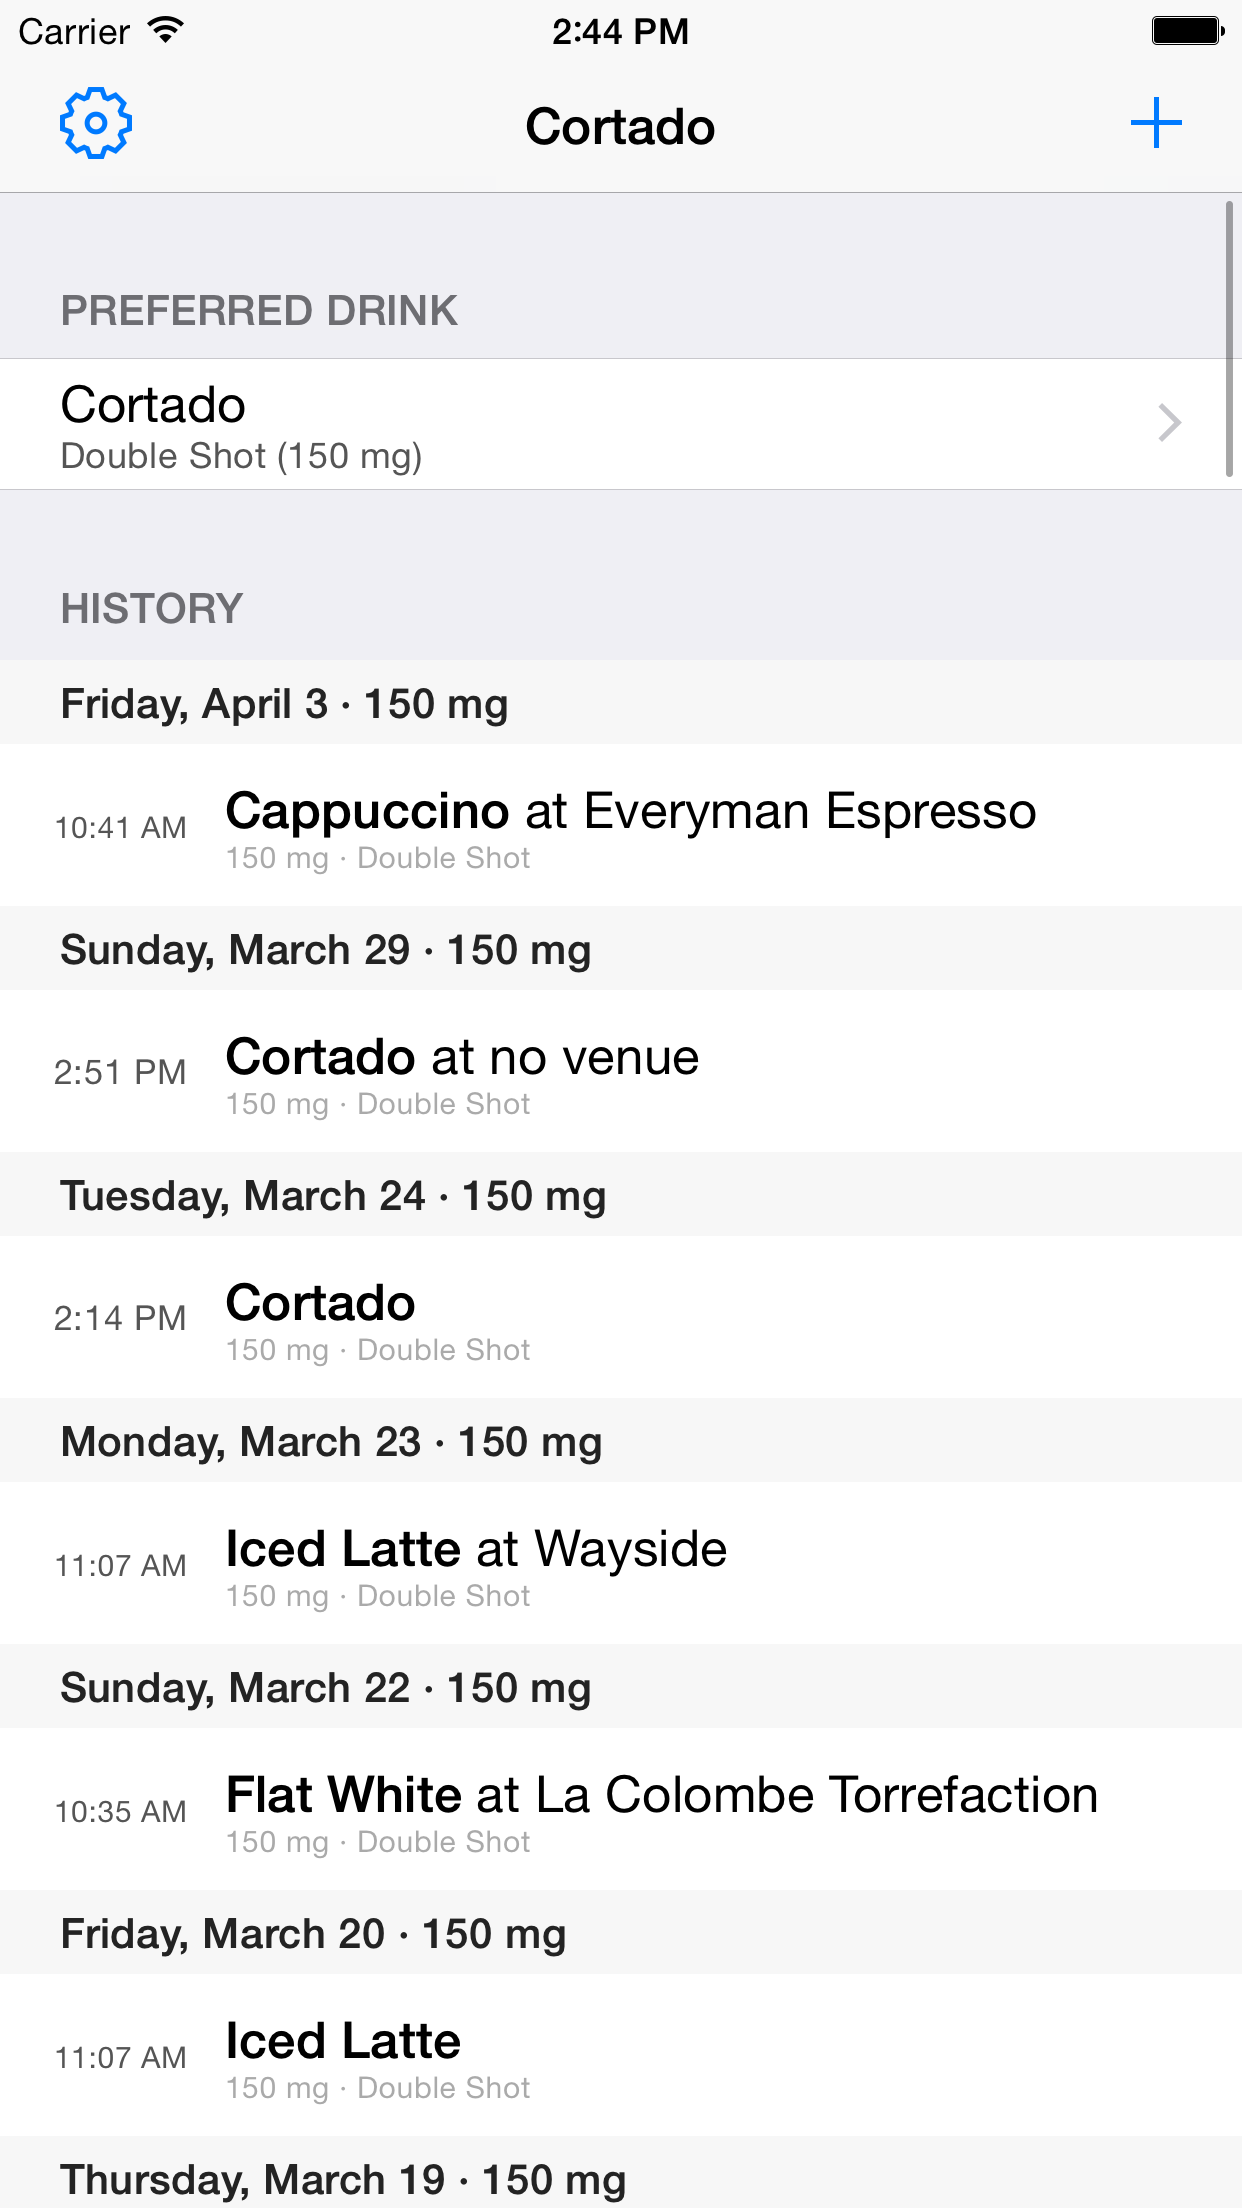 Carrier 2:44 PM
Cortado
PREFERRED DRINK
Cortado
Double Shot (150 mg)
HISTORY
Friday, April 3 · 150 mg
10:41 AM Cappuccino at Everyman Espresso
150 mg · Double Shot
Sunday, March 29 · 150 mg
2:51 PM Cortado at no venue
150 mg · Double Shot
Tuesday, March 24 · 150 mg
2:14 PM Cortado
150 mg · Double Shot
Monday, March 23 · 150 mg
11:07 AM Iced Latte at Wayside
150 mg · Double Shot
Sunday, March 22 · 150 mg
10:35 AM Flat White at La Colombe Torrefaction
150 mg · Double Shot
Friday, March 20 · 150 mg
11:07 AM Iced Latte
150 mg · Double Shot
Thursday, March 19 · 150 mg